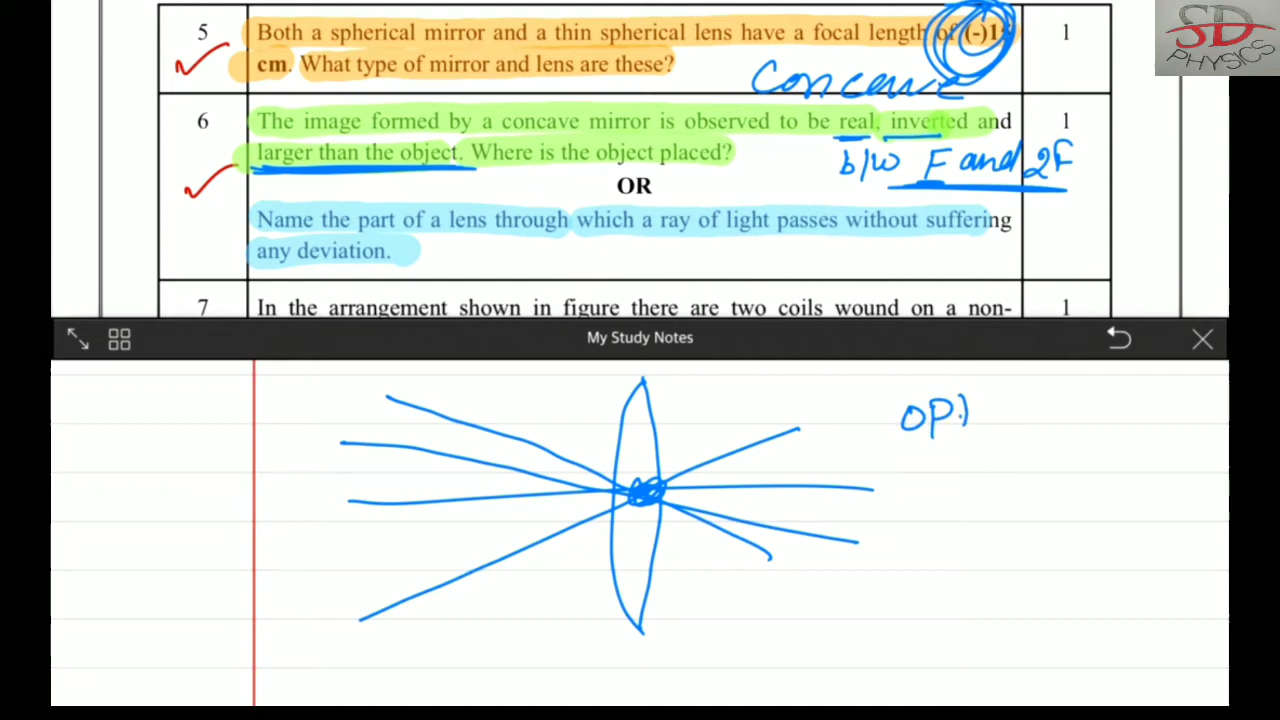 SD
PHYSICS
5 Both a spherical mirror and a thin spherical lens have a focal length of (-)1 1
cm. What type of mirror and lens are these?
Concave
6 The image formed by a concave mirror is observed to be real, inverted and 1
larger than the object. Where is the object placed?
b/w F and 2F
OR
Name the part of a lens through which a ray of light passes without suffering
any deviation.
7 In the arrangement shown in figure there are two coils wound on a non- 1
My Study Notes
OP